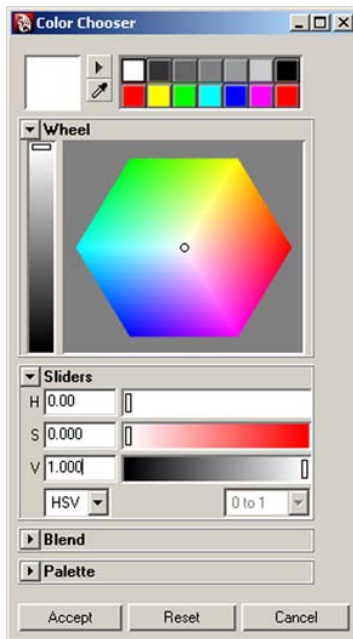 Color Chooser
Wheel
Sliders
H 0.00
S 0.000
V 1.000
HSV 0 to 1
Blend
Palette
Accept Reset Cancel